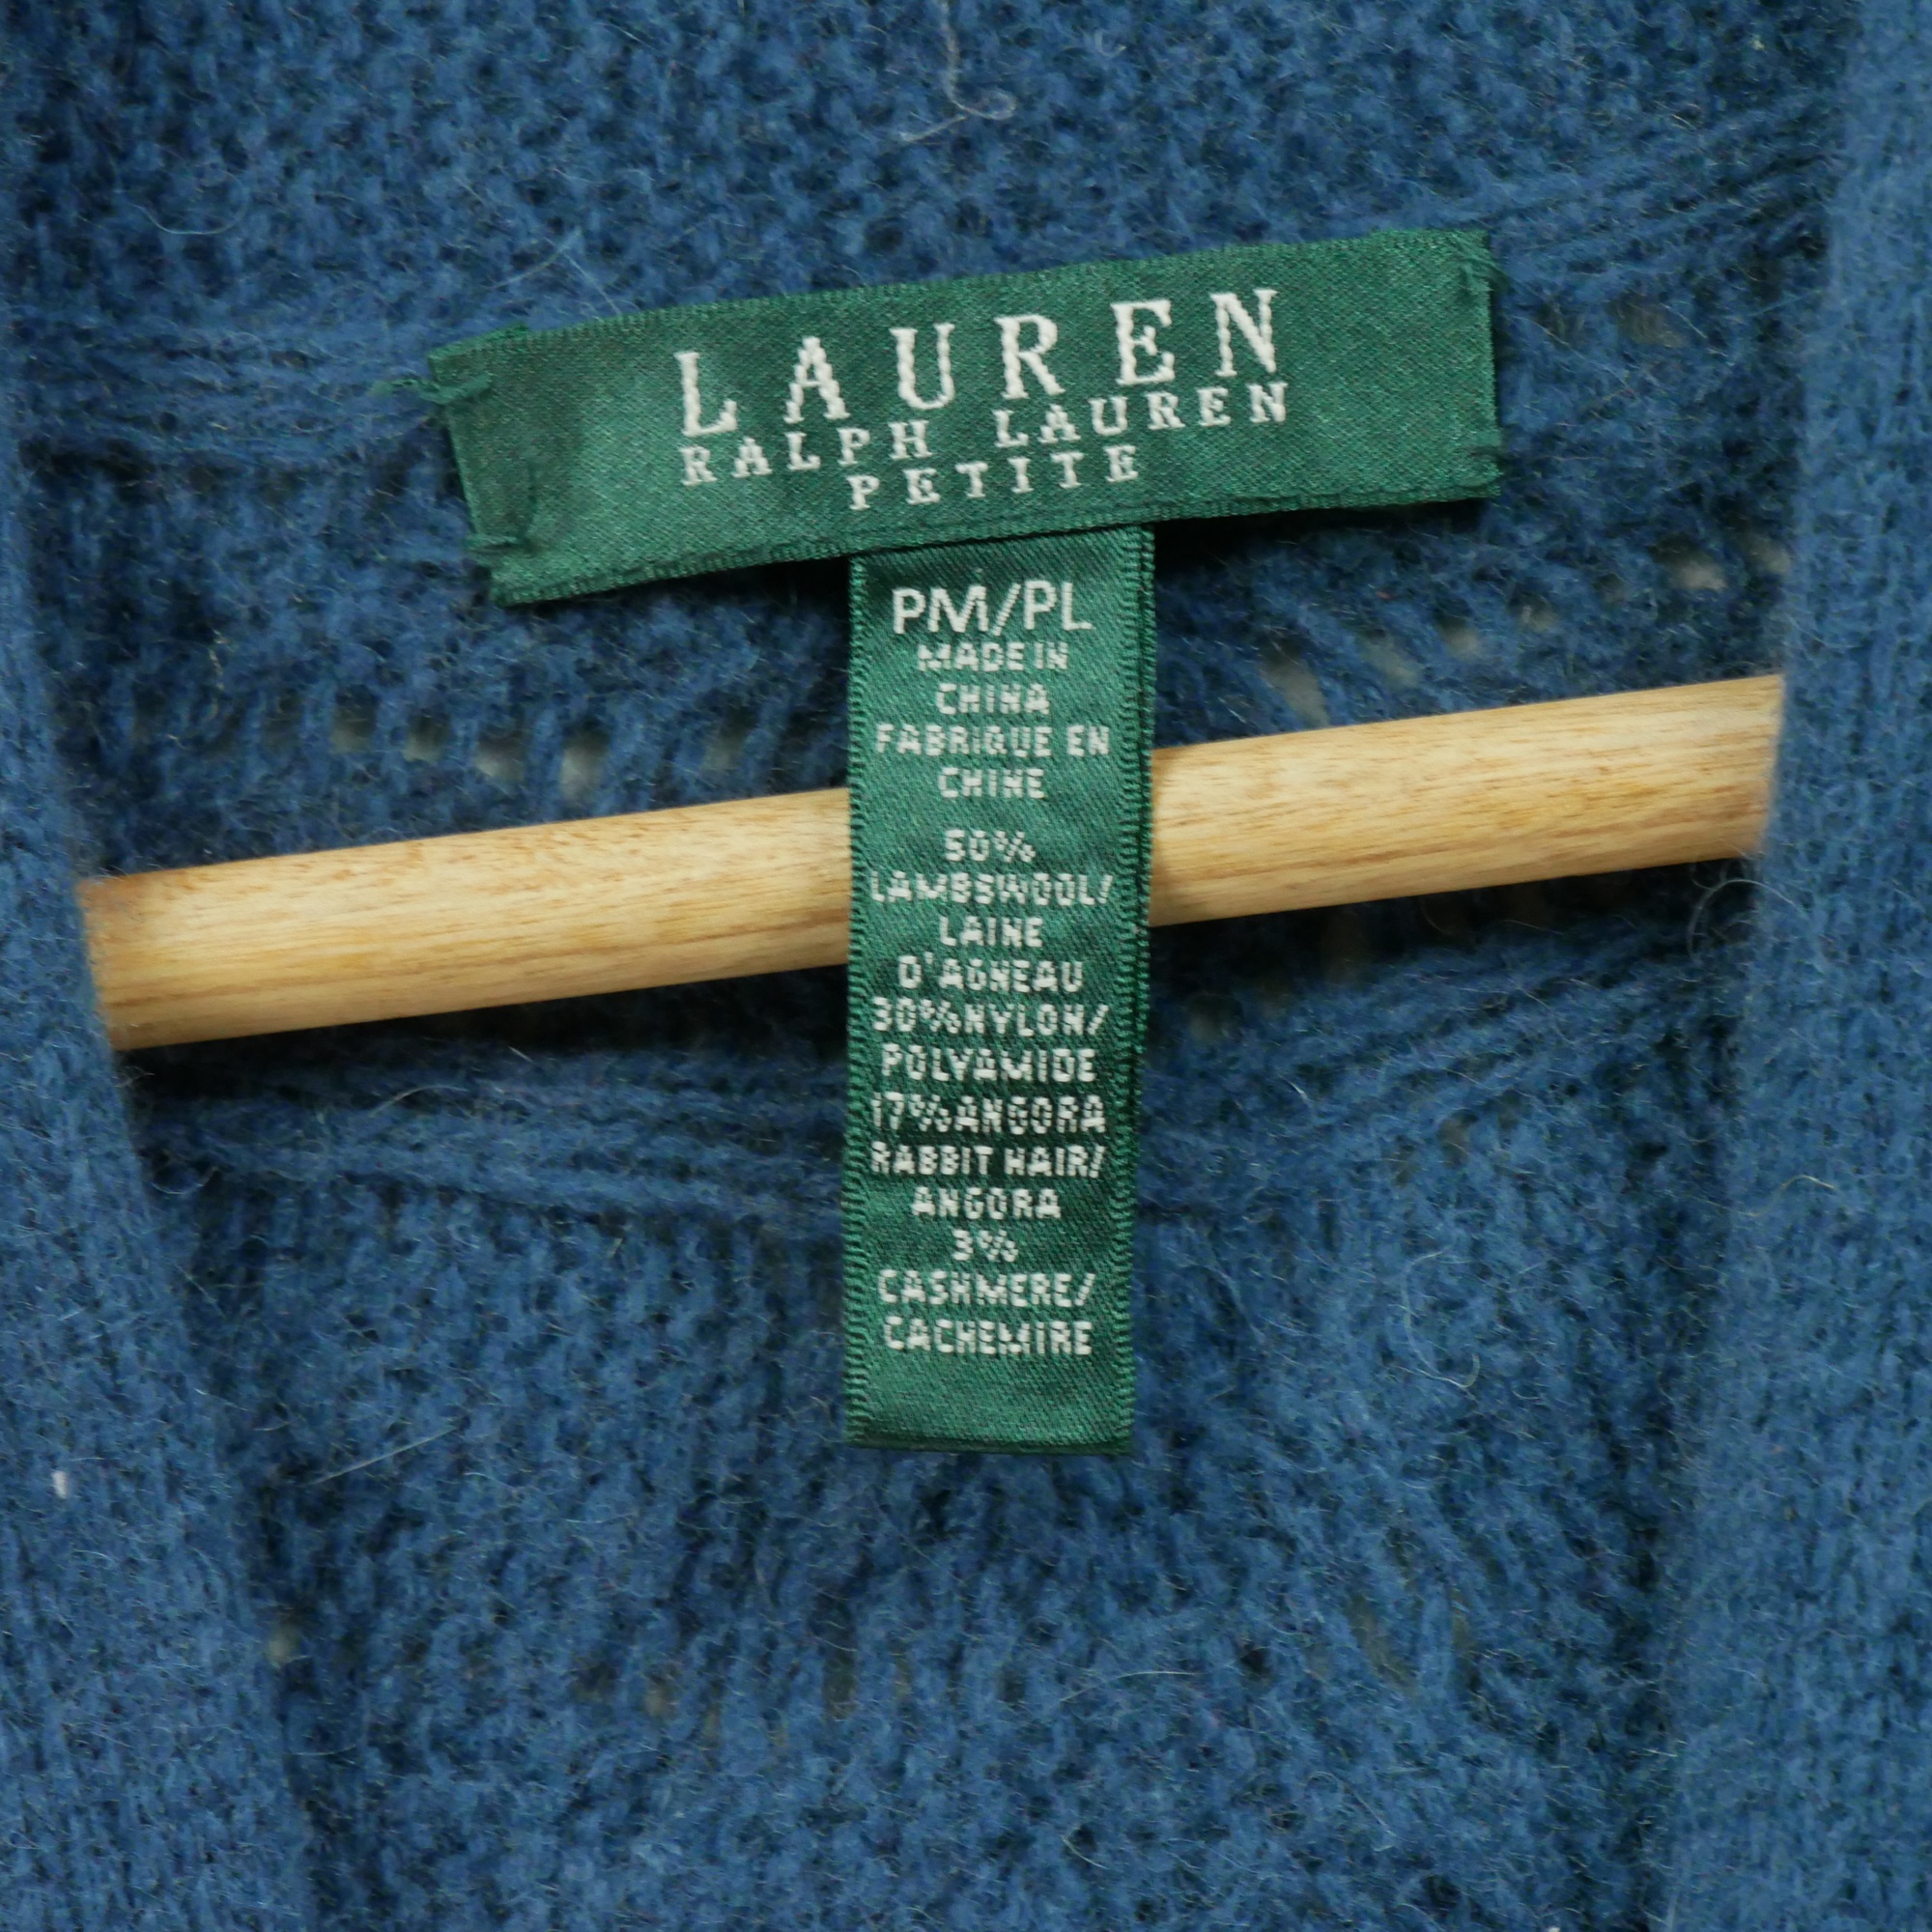 LAUREN
RALPH LAUREN
PETITE
PM/PL
MADE IN
CHINA
FABRIQUE EN
CHINE
50%
LAMBSWOOL/
LAINE
D'AGNEAU
30%NYLON/
POLYAMIDE
17%ANGORA
RABBIT HAIR/
ANGORA
3%
CASHMERE/
CACHEMIRE